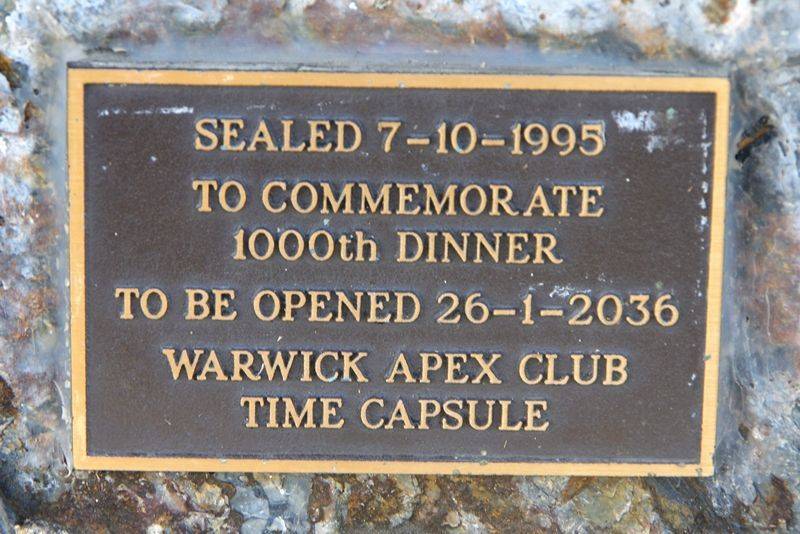 SEALED 7-10-1995
TO COMMEMORATE
1000th DINNER
TO BE OPENED 26-1-2036
WARWICK APEX CLUB
TIME CAPSULE